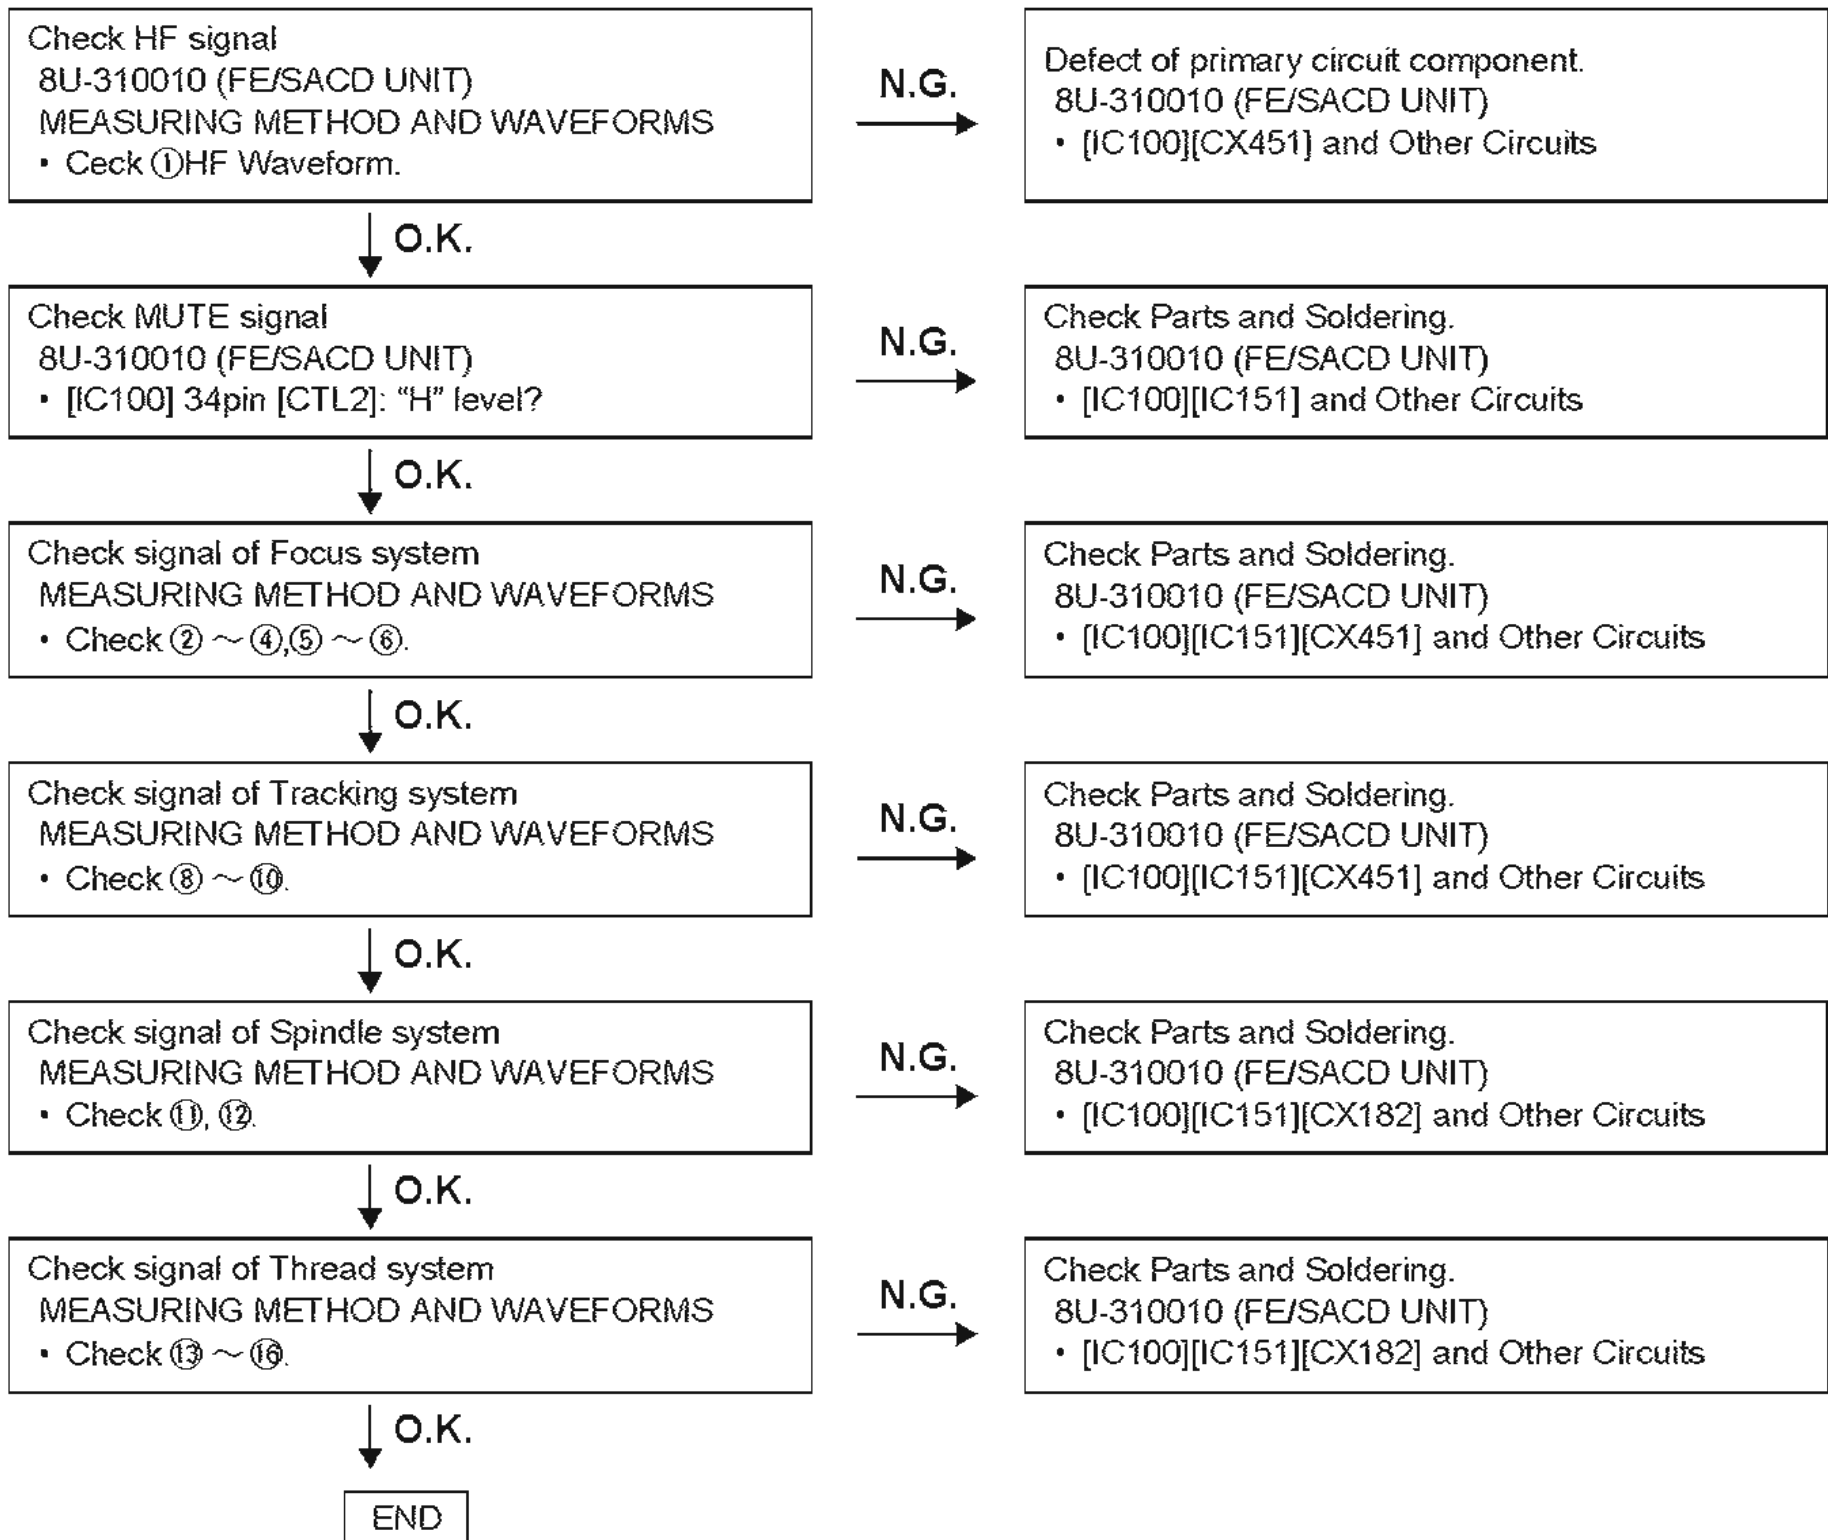 Check HF signal
8U-310010 (FE/SACD UNIT)
MEASURING METHOD AND WAVEFORMS
• Ceck ①HF Waveform.
N.G.
Defect of primary circuit component.
8U-310010 (FE/SACD UNIT)
• [IC100][CX451] and Other Circuits
O.K.
Check MUTE signal
8U-310010 (FE/SACD UNIT)
• [IC100] 34pin [CTL2]: “H” level?
N.G.
Check Parts and Soldering.
8U-310010 (FE/SACD UNIT)
• [IC100][IC151] and Other Circuits
O.K.
Check signal of Focus system
MEASURING METHOD AND WAVEFORMS
• Check ② ～ ④,⑤ ～ ⑥.
N.G.
Check Parts and Soldering.
8U-310010 (FE/SACD UNIT)
• [IC100][IC151][CX451] and Other Circuits
O.K.
Check signal of Tracking system
MEASURING METHOD AND WAVEFORMS
• Check ⑧ ～ ⑩.
N.G.
Check Parts and Soldering.
8U-310010 (FE/SACD UNIT)
• [IC100][IC151][CX451] and Other Circuits
O.K.
Check signal of Spindle system
MEASURING METHOD AND WAVEFORMS
• Check ⑪, ⑫.
N.G.
Check Parts and Soldering.
8U-310010 (FE/SACD UNIT)
• [IC100][IC151][CX182] and Other Circuits
O.K.
Check signal of Thread system
MEASURING METHOD AND WAVEFORMS
• Check ⑬ ～ ⑯.
N.G.
Check Parts and Soldering.
8U-310010 (FE/SACD UNIT)
• [IC100][IC151][CX182] and Other Circuits
O.K.
END